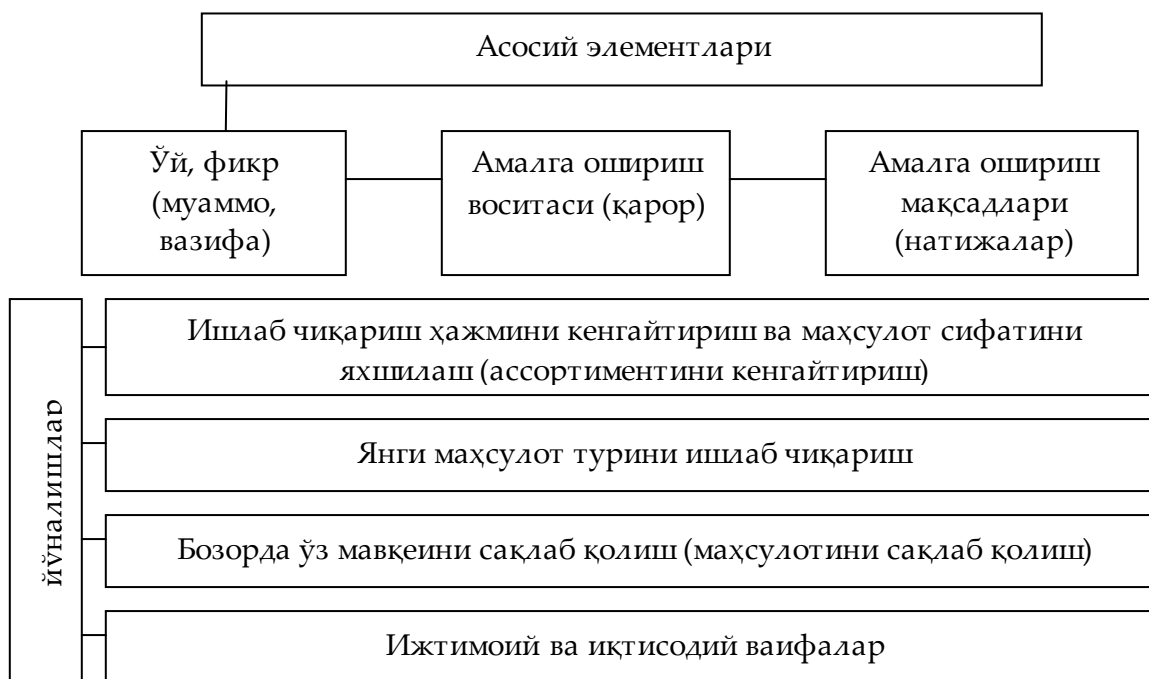 Асосий элементлари
Ўй, фикр
(муаммо,
вазифа)
Амалга ошириш
воситаси (қарор)
Амалга ошириш
мақсадлари
(натижалар)
йўналишлар
Ишлаб чиқариш ҳажмини кенгайтириш ва маҳсулот сифатини
яхшилаш (ассортиментини кенгайтириш)
Янги маҳсулот турини ишлаб чиқариш
Бозорда ўз мавқеини сақлаб қолиш (маҳсулотини сақлаб қолиш)
Ижтимоий ва иқтисодий ваифалар